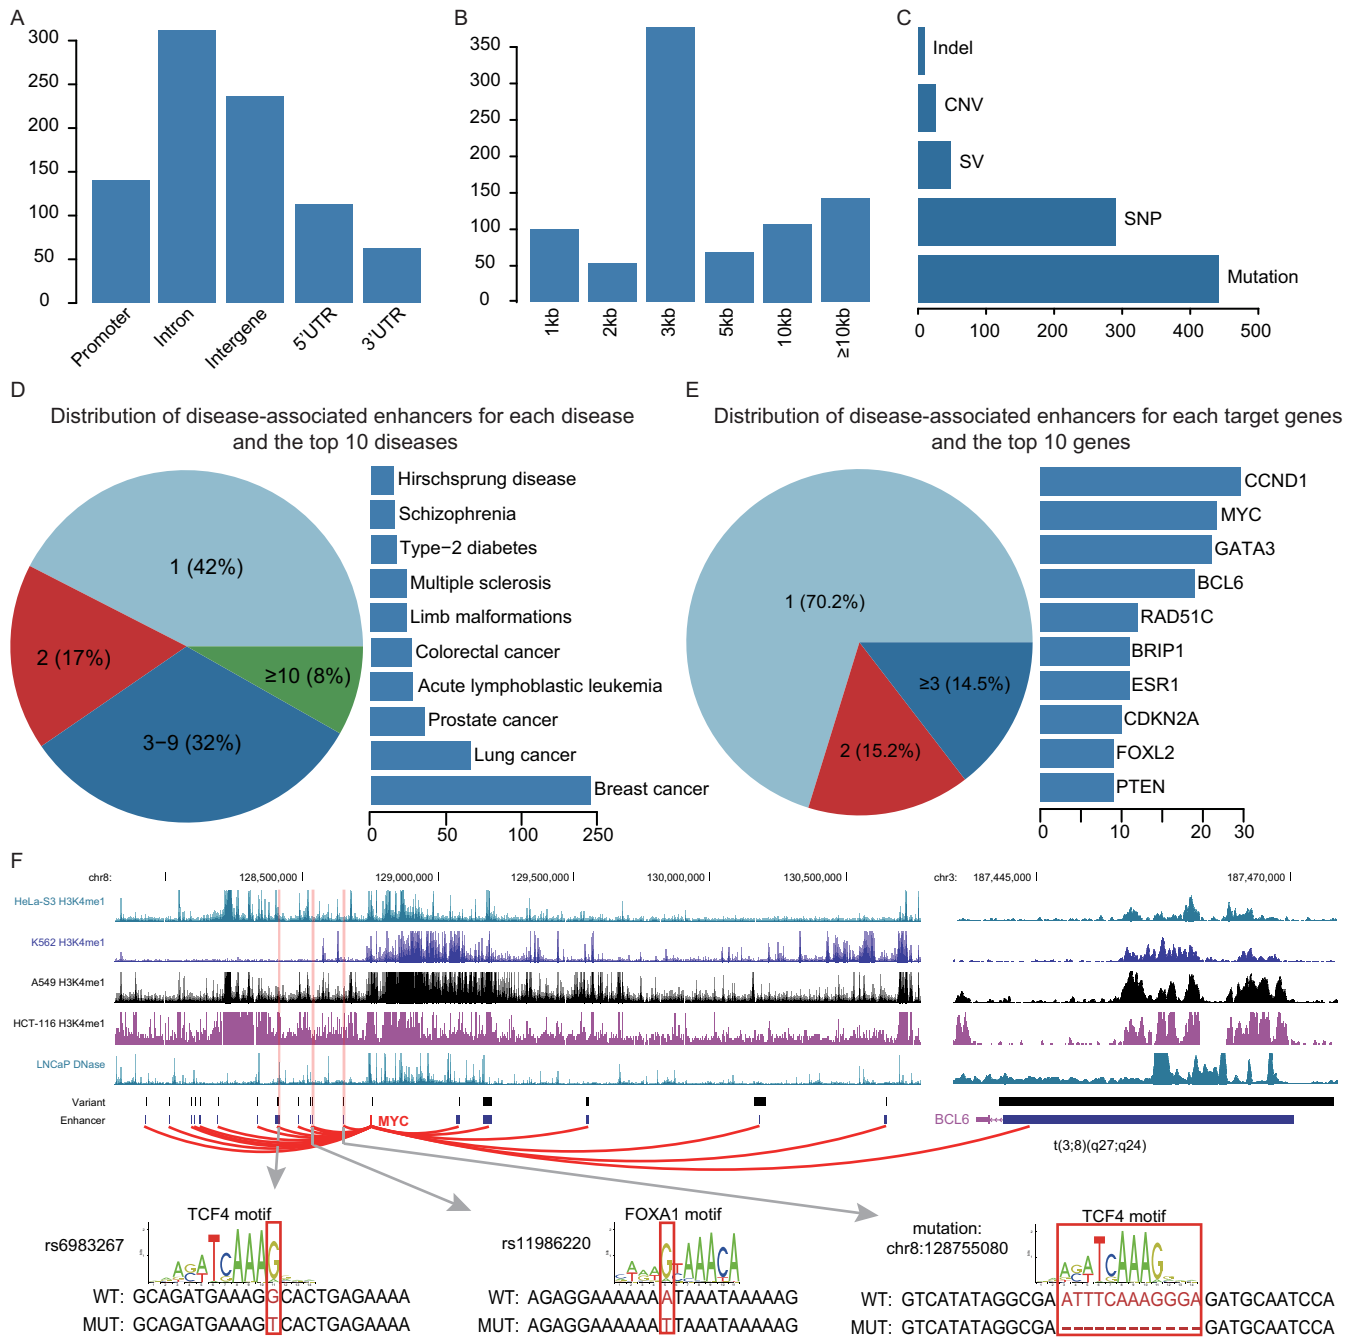 A
300
250
200
150
100
50
0
Promoter
Intron
Intergene
5'UTR
3'UTR
B
350
300
250
200
150
100
50
0
1kb
2kb
3kb
5kb
10kb
≥10kb
C
Indel
CNV
SV
SNP
Mutation
0 100 200 300 400 500
D
Distribution of disease-associated enhancers for each disease
and the top 10 diseases
1 (42%)
2 (17%)
≥10 (8%)
3−9 (32%)
Hirschsprung disease
Schizophrenia
Type−2 diabetes
Multiple sclerosis
Limb malformations
Colorectal cancer
Acute lymphoblastic leukemia
Prostate cancer
Lung cancer
Breast cancer
0 50 100 250
E
Distribution of disease-associated enhancers for each target genes
and the top 10 genes
1 (70.2%)
≥3 (14.5%)
2 (15.2%)
CCND1
MYC
GATA3
BCL6
RAD51C
BRIP1
ESR1
CDKN2A
FOXL2
PTEN
0 10 20 30
F
chr8: 128,500,000 129,000,000 129,500,000 130,000,000 130,500,000
chr3: 187,445,000 187,470,000
HeLa-S3 H3K4me1
K562 H3K4me1
A549 H3K4me1
HCT-116 H3K4me1
LNCaP DNase
Variant
Enhancer
MYC
BCL6
t(3;8)(q27;q24)
TCF4 motif
rs6983267
WT: GCAGATGAAAGGCACTGAGAAAA
MUT: GCAGATGAAAGTCACTGAGAAAA
FOXA1 motif
rs11986220
WT: AGAGGAAAAAAATAAATAAAAAG
MUT: AGAGGAAAAAATTAAATAAAAAG
TCF4 motif
mutation:
chr8:128755080
WT: GTCATATAGGCGAATTTCAAAGGGAGATGCAATCCA
MUT: GTCATATAGGCGA------------GATGCAATCCA